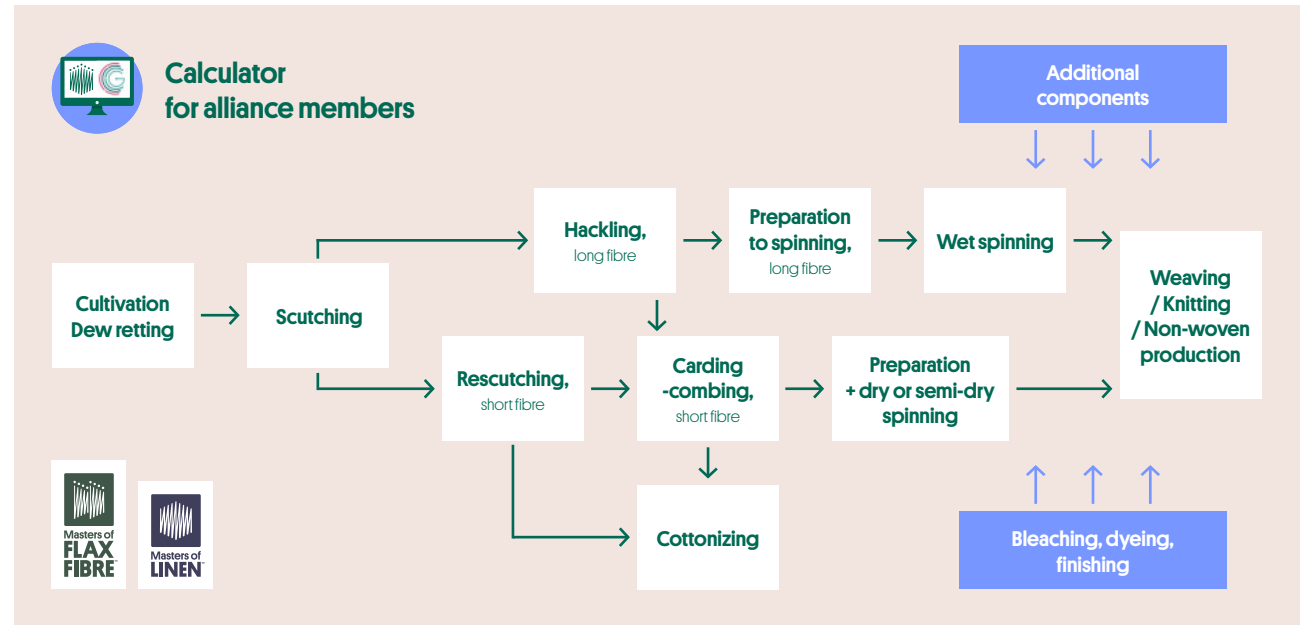 Calculator
for alliance members
Additional
components
Hackling,
long fibre
Preparation
to spinning,
long fibre
Wet spinning
Cultivation
Dew retting
Scutching
Weaving
/ Knitting
/ Non-woven
production
Rescutching,
short fibre
Carding
-combing,
short fibre
Preparation
+ dry or semi-dry
spinning
Cottonizing
Bleaching, dyeing,
finishing
Masters of
FLAX
FIBRE™
Masters of
LINEN™